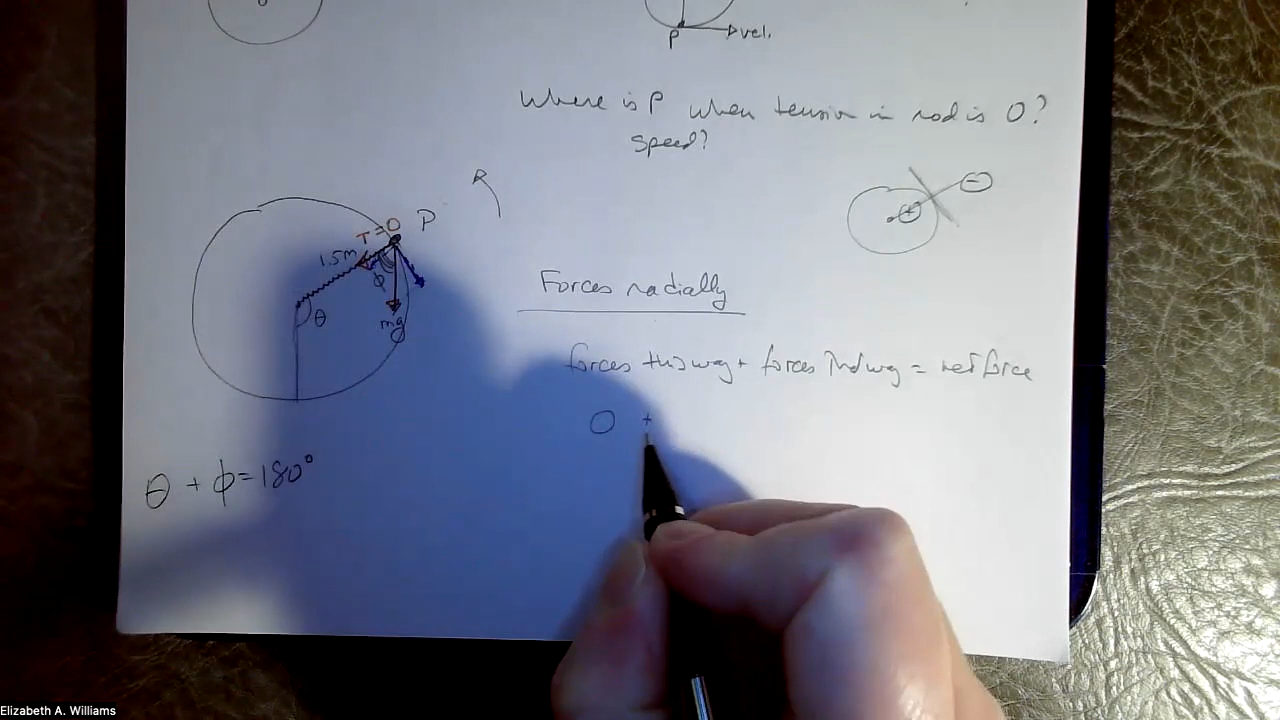 P vel.
Where is P when tension in rod is 0?
speed?
R
P
T=0
1.5m
φ
θ
mg
+
−
Forces radially
forces this way + forces that way = net force
0 +
θ + φ = 180°
Elizabeth A. Williams